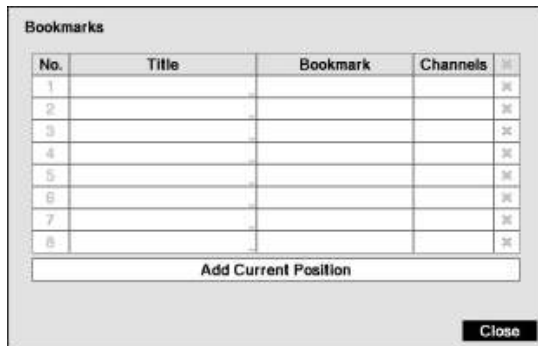 Bookmarks
No. Title Bookmark Channels ✖
1 ✖
2 ✖
3 ✖
4 ✖
5 ✖
6 ✖
7 ✖
8 ✖
Add Current Position
Close